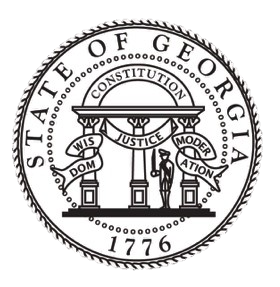 STATE OF GEORGIA
CONSTITUTION
WIS
DOM
JUSTICE
MODER
ATION
1776